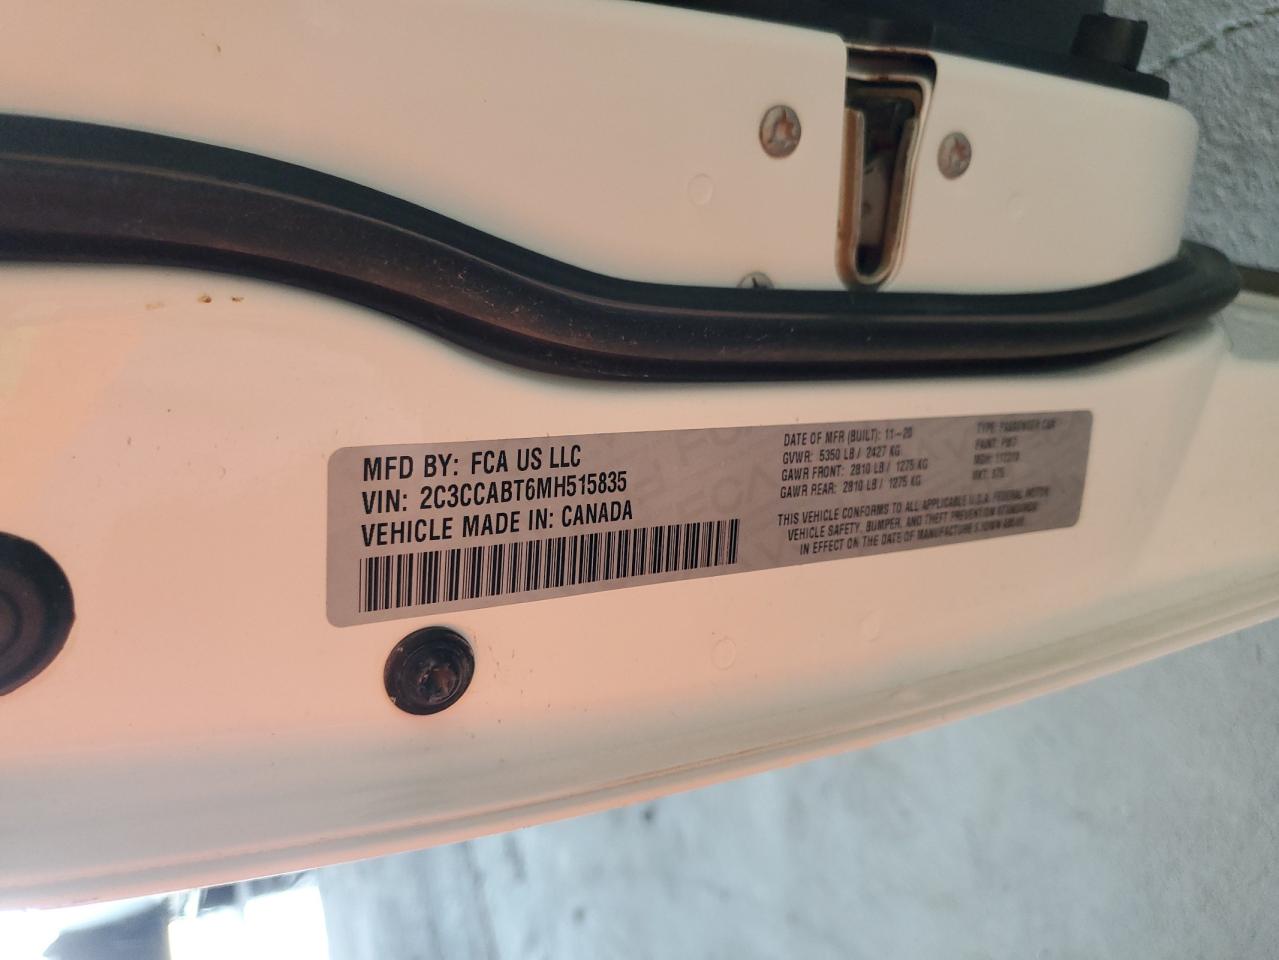 MFD BY: FCA US LLC
VIN: 2C3CCABT6MH515835
VEHICLE MADE IN: CANADA
DATE OF MFR (BUILT): 11-20
GVWR: 5350 LB / 2427 KG
GAWR FRONT: 2810 LB / 1275 KG
GAWR REAR: 2810 LB / 1275 KG
TYPE: PASSENGER CAR
PAINT: PW7
THIS VEHICLE CONFORMS TO ALL APPLICABLE U.S.A. FEDERAL MOTOR
VEHICLE SAFETY, BUMPER, AND THEFT PREVENTION STANDARDS
IN EFFECT ON THE DATE OF MANUFACTURE SHOWN ABOVE